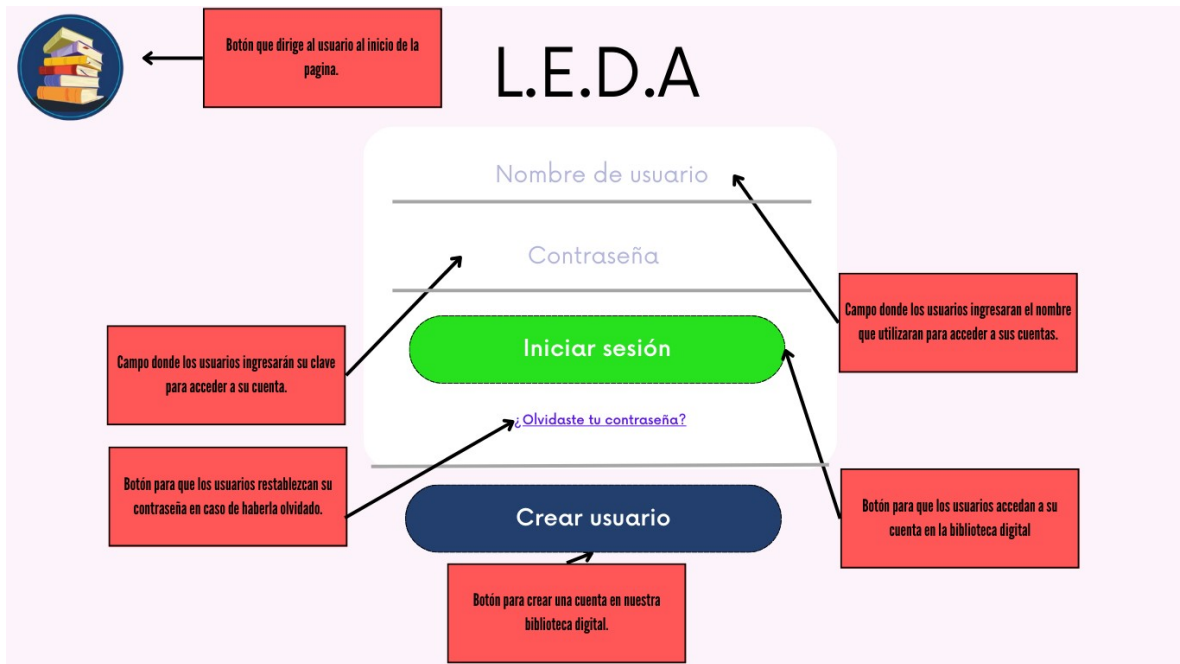 Botón que dirige al usuario al inicio de la
pagina.
L.E.D.A
Nombre de usuario
Contraseña
Campo donde los usuarios ingresaran el nombre
que utilizaran para acceder a sus cuentas.
Iniciar sesión
Campo donde los usuarios ingresarán su clave
para acceder a su cuenta.
¿Olvidaste tu contraseña?
Botón para que los usuarios restablezcan su
contraseña en caso de haberla olvidado.
Botón para que los usuarios accedan a su
cuenta en la biblioteca digital
Crear usuario
Botón para crear una cuenta en nuestra
biblioteca digital.